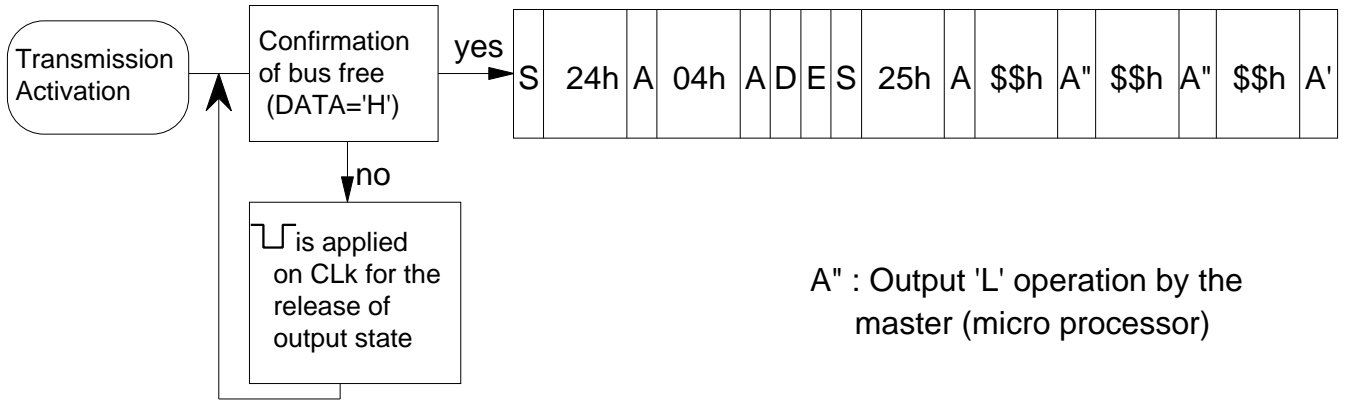 Transmission
Activation
Confirmation
of bus free
(DATA='H')
yes
S 24h A 04h A D E S 25h A $$h A" $$h A" $$h A'
no
is applied
on CLk for the
release of
output state
A" : Output 'L' operation by the
master (micro processor)